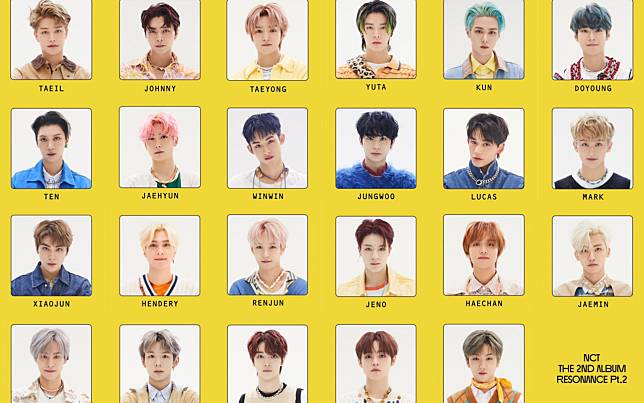 TAEIL
JOHNNY
TAEYONG
YUTA
KUN
DOYOUNG
TEN
JAEHYUN
WINWIN
JUNGWOO
LUCAS
MARK
XIAOJUN
HENDERY
RENJUN
JENO
HAECHAN
JAEMIN
NCT
THE 2ND ALBUM
RESONANCE Pt.2